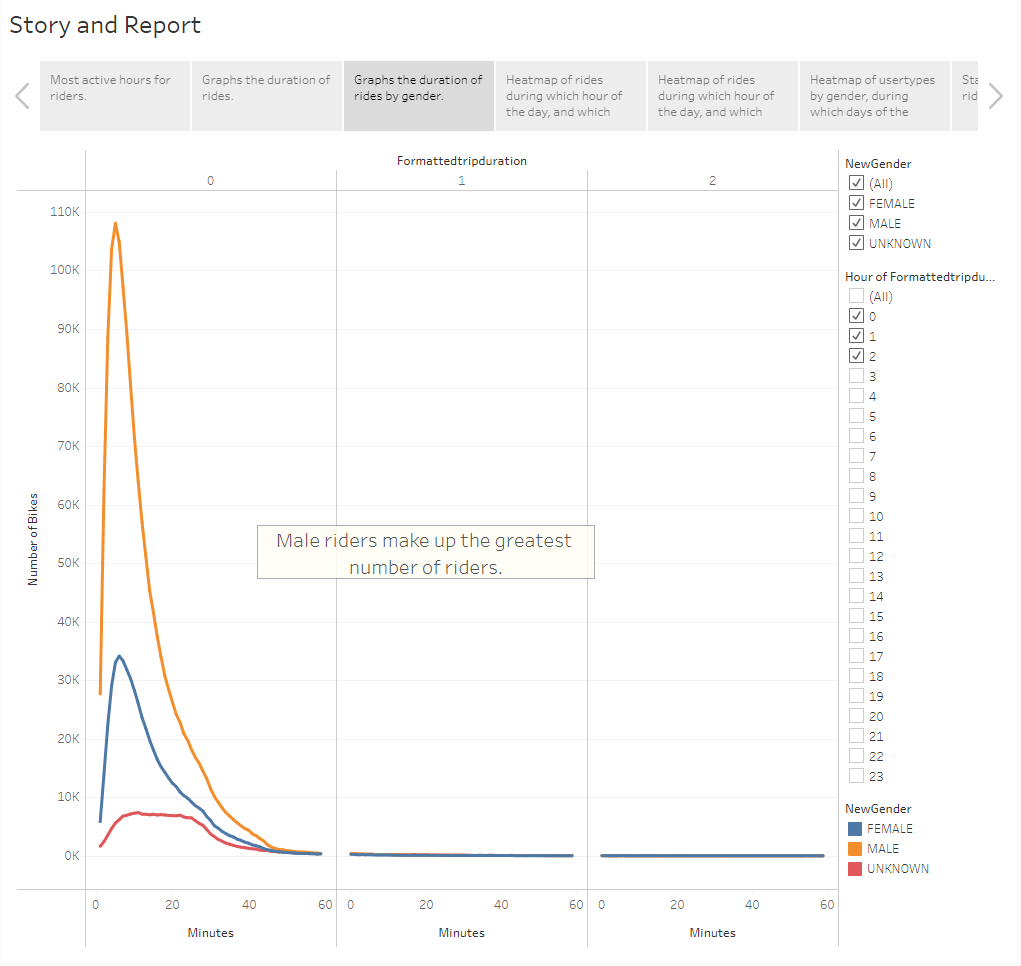 Story and Report
Most active hours for
riders.
Graphs the duration of
rides.
Graphs the duration of
rides by gender.
Heatmap of rides
during which hour of
the day, and which
Heatmap of rides
during which hour of
the day, and which
Heatmap of usertypes
by gender, during
which days of the
Sta
rid
Formattedtripduration
0
1
2
110K
100K
90K
80K
70K
60K
50K
40K
30K
20K
10K
0K
Number of Bikes
Male riders make up the greatest
number of riders.
0 20 40 60
0 20 40 60
0 20 40 60
Minutes
Minutes
Minutes
NewGender
(All)
FEMALE
MALE
UNKNOWN
Hour of Formattedtripdu...
(All)
0
1
2
3
4
5
6
7
8
9
10
11
12
13
14
15
16
17
18
19
20
21
22
23
NewGender
FEMALE
MALE
UNKNOWN